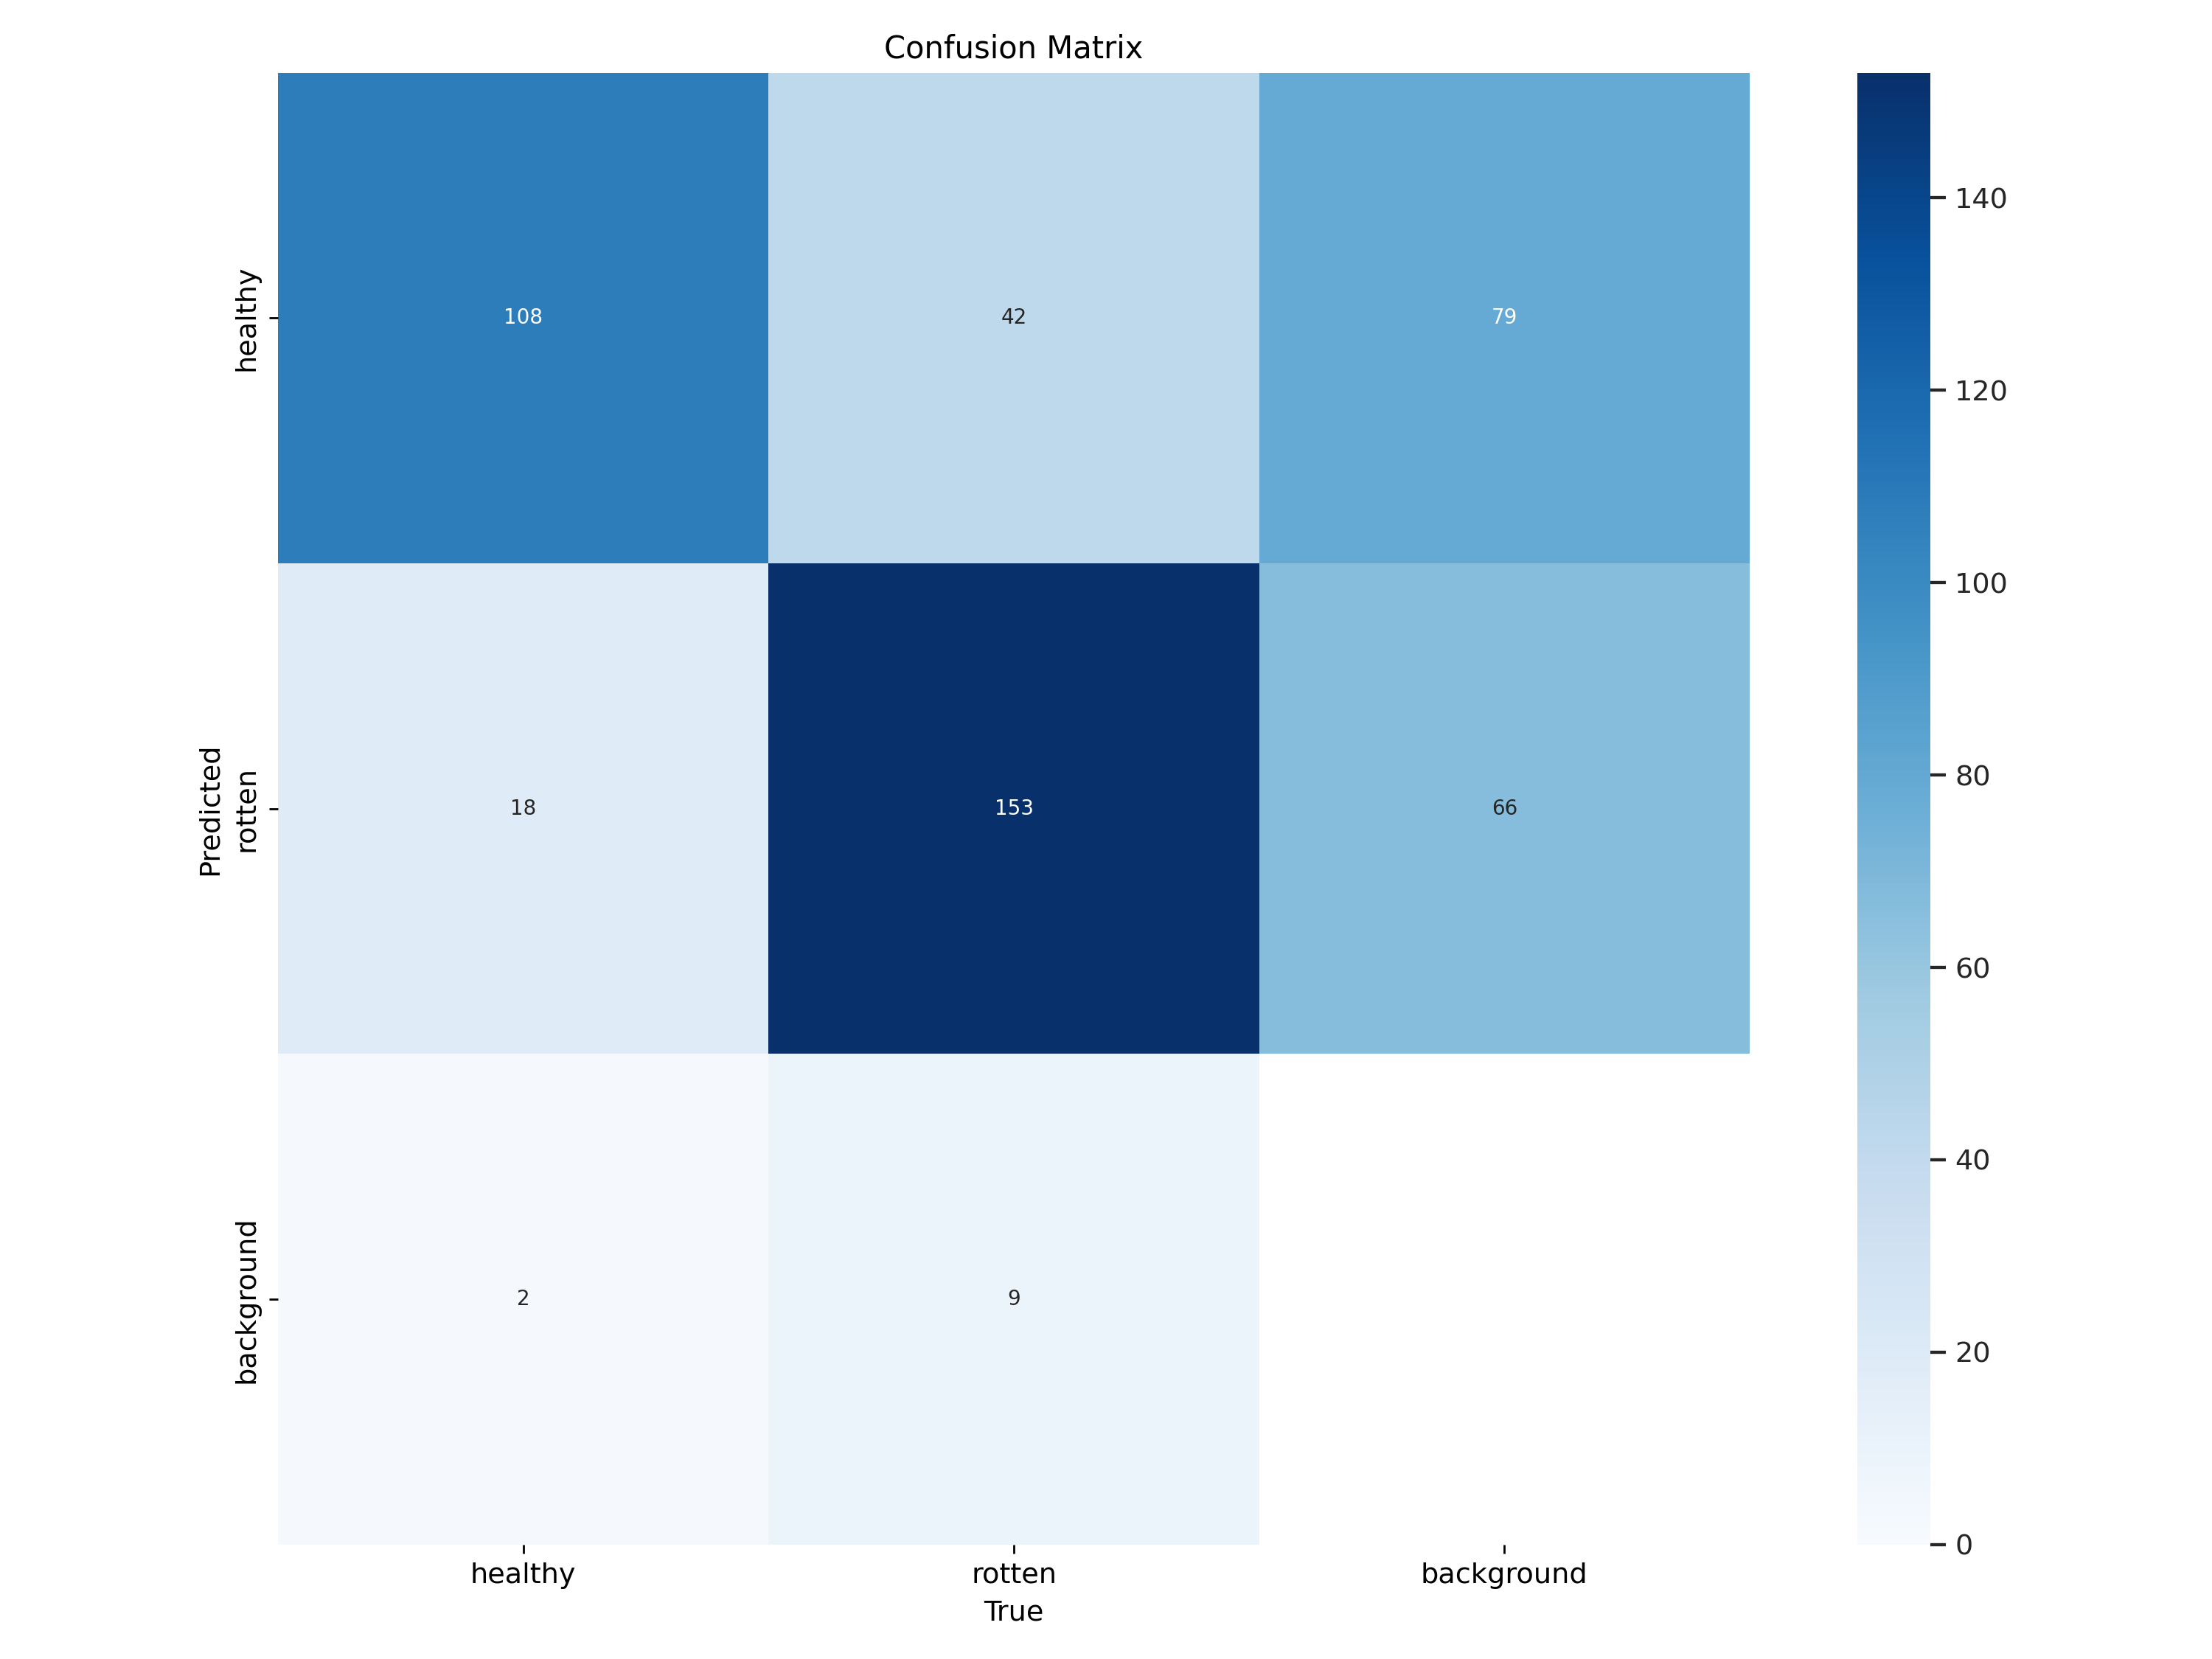 Confusion Matrix
healthy
108
42
79
140
120
100
Predicted
rotten
18
153
66
80
60
40
background
2
9
20
0
healthy
rotten
background
True